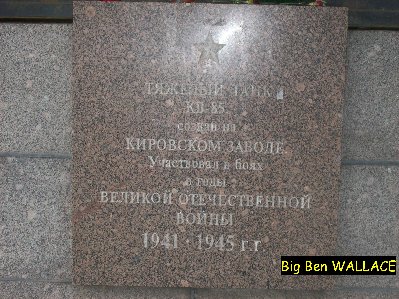 ТЯЖЕЛЫЙ ТАНК
КВ-85
создан на
КИРОВСКОМ ЗАВОДЕ
Участвовал в боях
в годы
ВЕЛИКОЙ ОТЕЧЕСТВЕННОЙ
ВОЙНЫ
1941 - 1945 г.г
Big Ben WALLACE